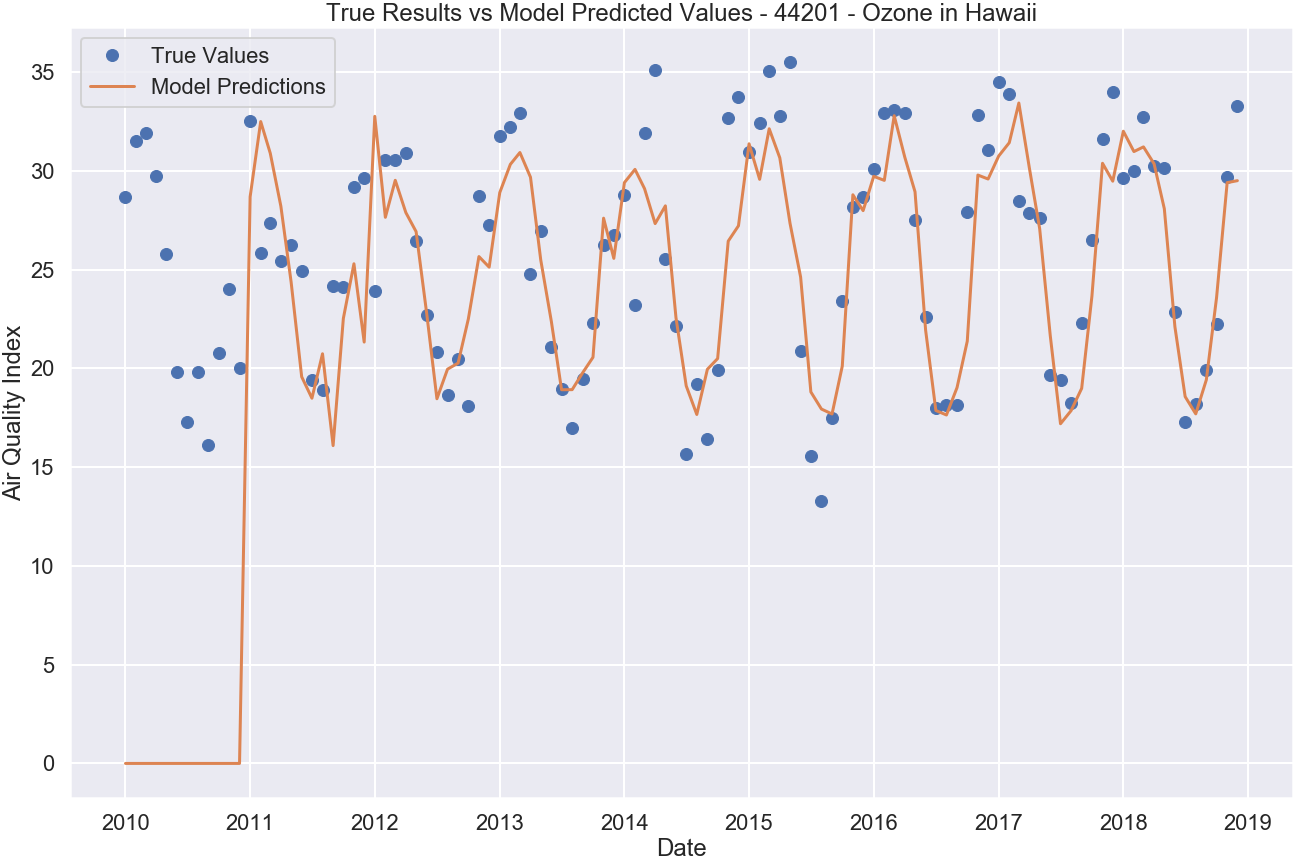 True Results vs Model Predicted Values - 44201 - Ozone in Hawaii
True Values
Model Predictions
35
30
25
20
15
10
5
0
Air Quality Index
2010 2011 2012 2013 2014 2015 2016 2017 2018 2019
Date